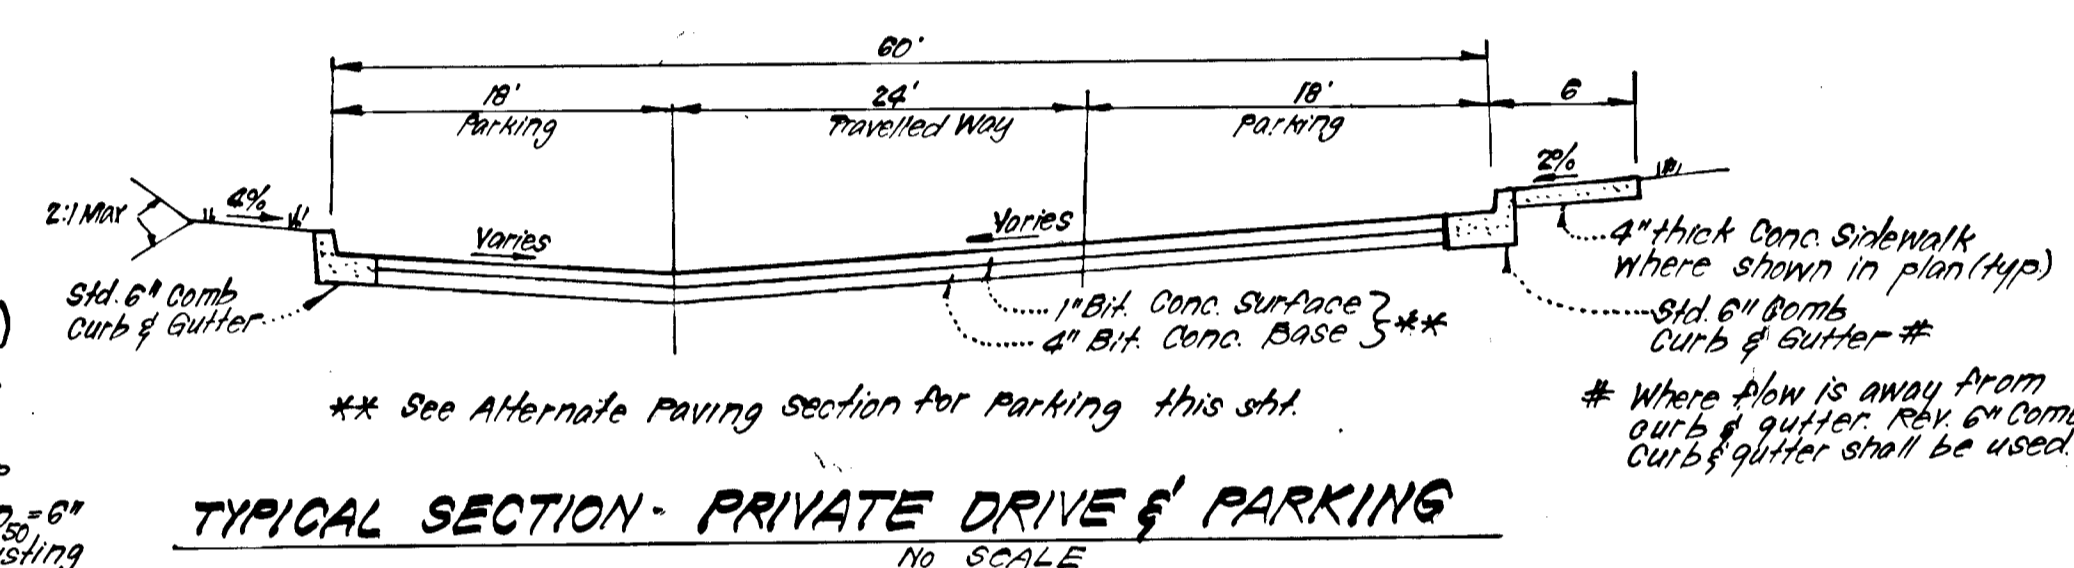 60'
18'
24'
18'
6
Parking
Travelled Way
Parking
2:1 Max
4%
2%
Varies
Varies
Std. 6" Comb
Curb & Gutter
1" Bit. Conc. Surface
4" Bit. Conc. Base
**
4" thick Conc. Sidewalk
where shown in plan (typ.)
Std. 6" Comb
Curb & Gutter #
** See Alternate Paving section for Parking this sht.
# Where flow is away from
curb & gutter. Rev. 6" Comb
Curb & gutter shall be used.
D50 = 6"
TYPICAL SECTION - PRIVATE DRIVE & PARKING
NO SCALE